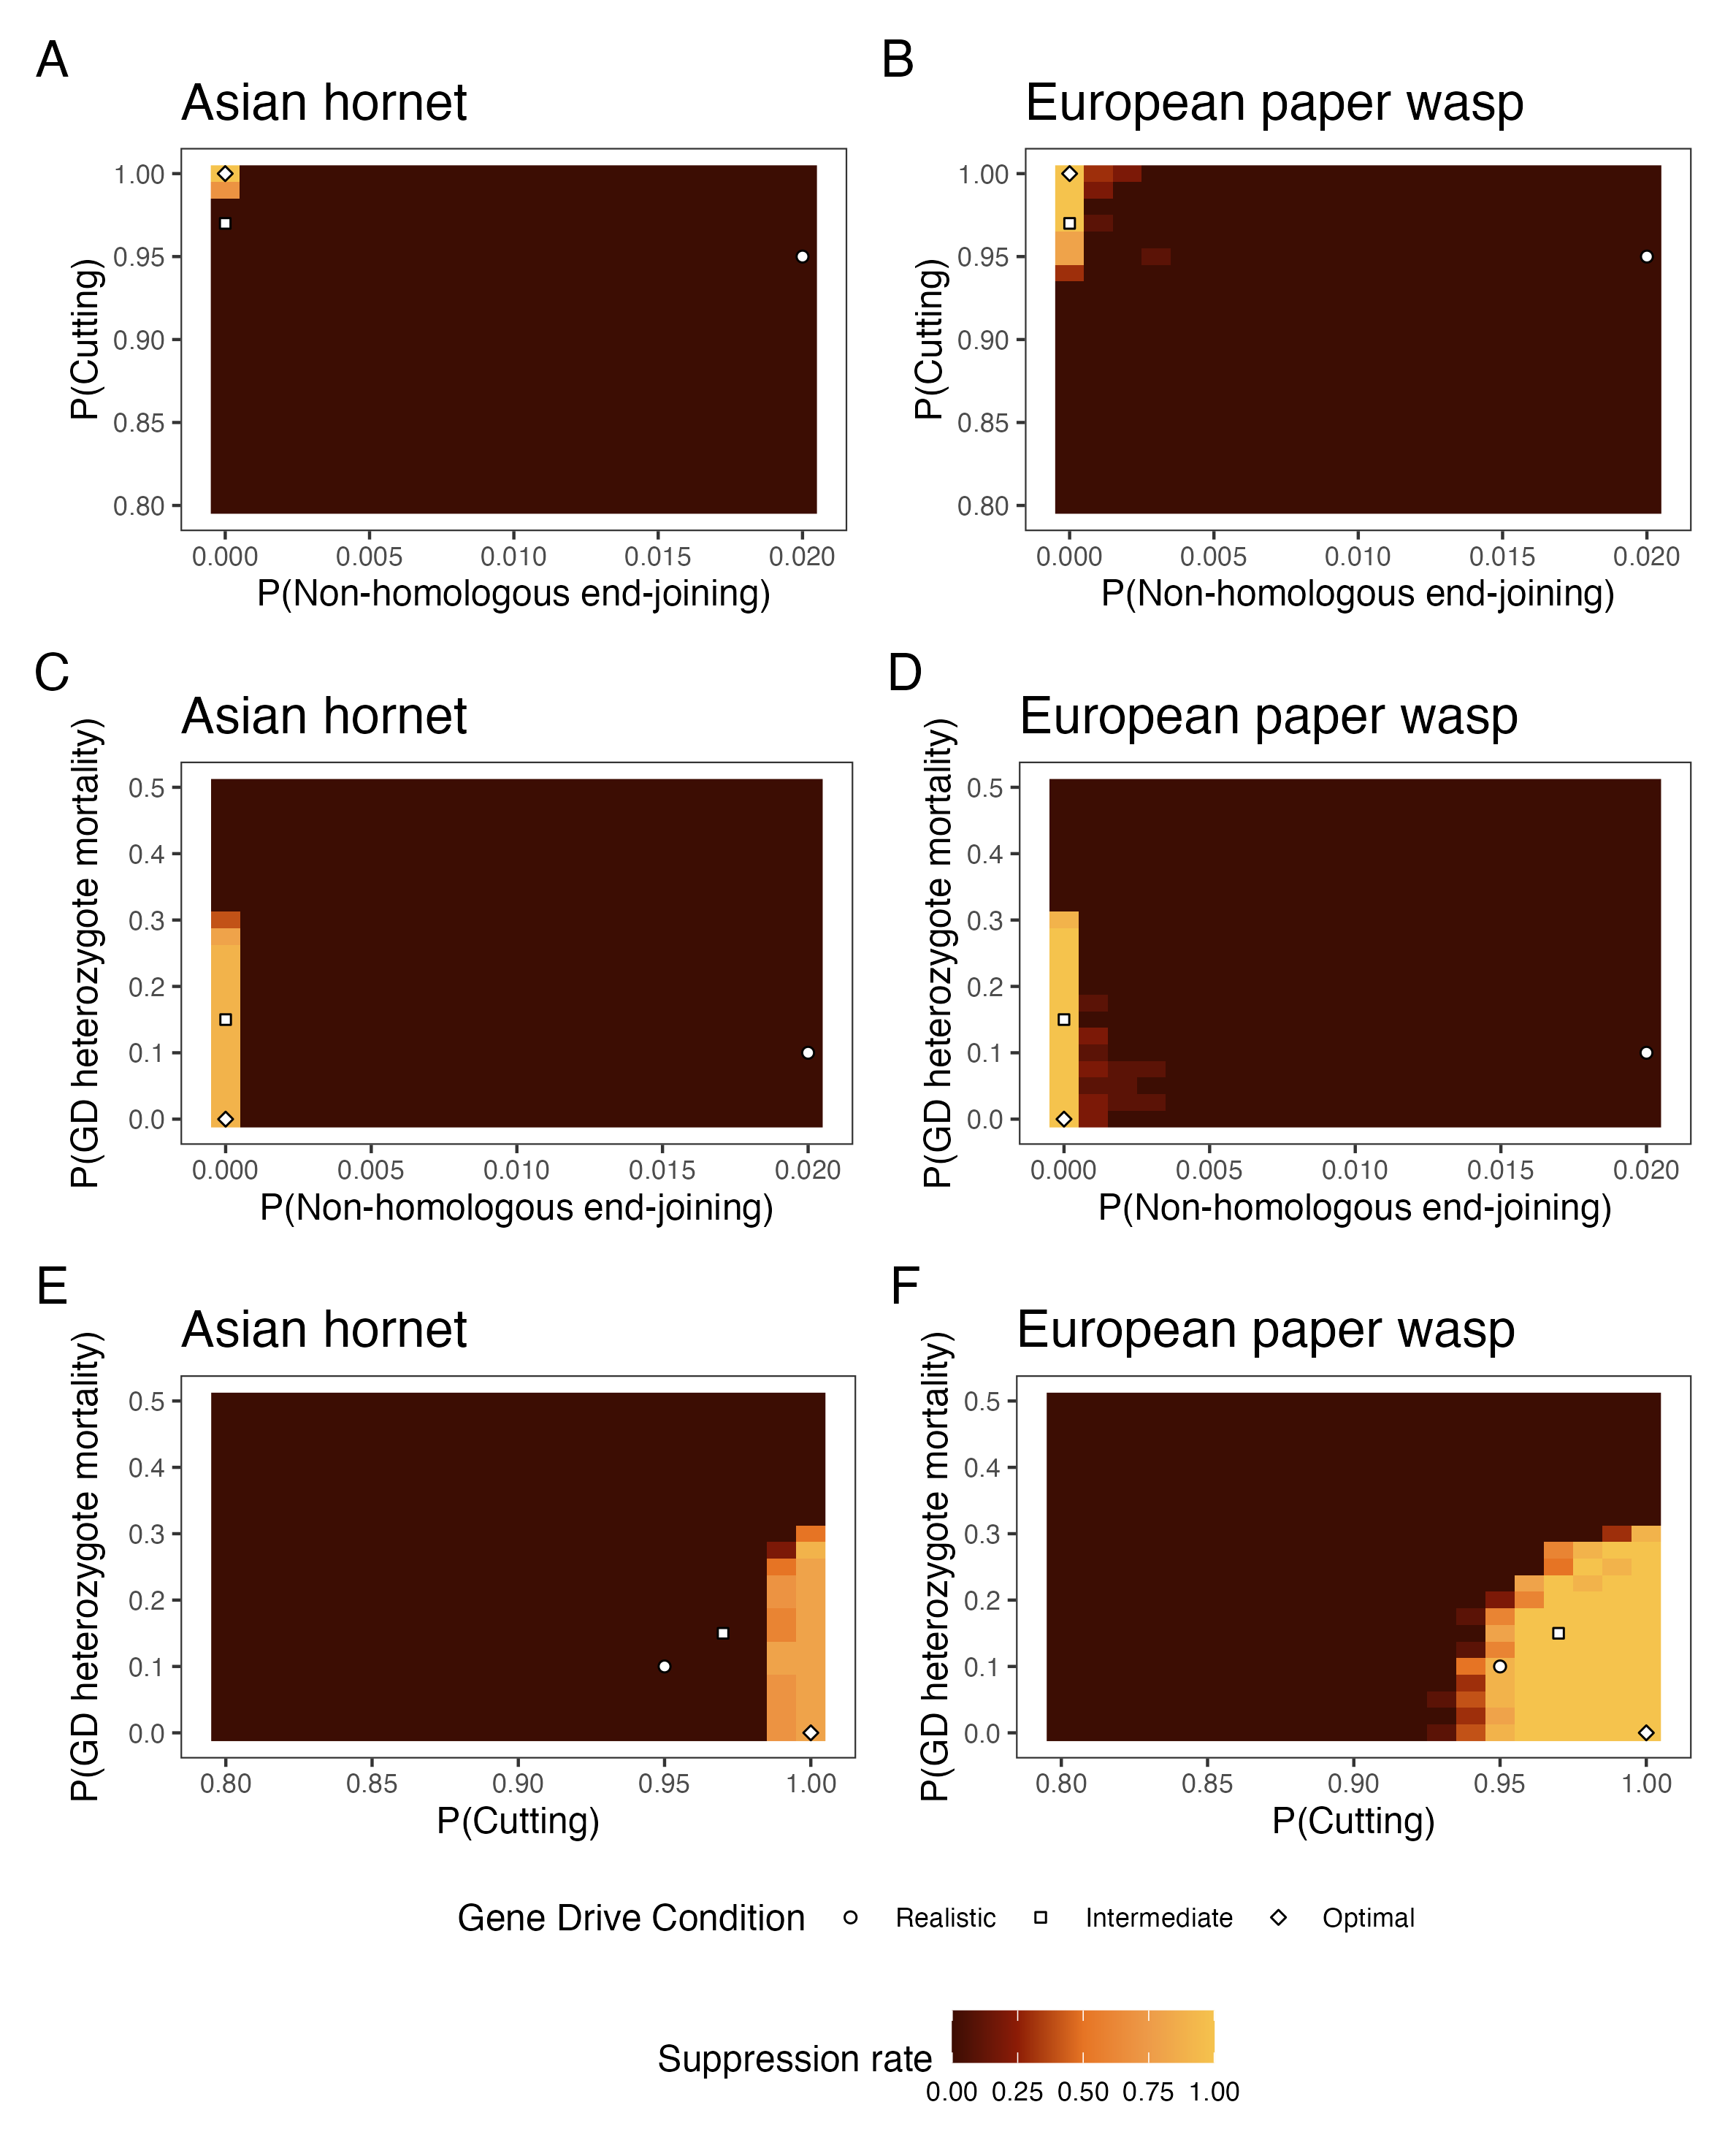 A
Asian hornet
P(Cutting)
1.00
0.95
0.90
0.85
0.80
0.000 0.005 0.010 0.015 0.020
P(Non-homologous end-joining)
B
European paper wasp
P(Cutting)
1.00
0.95
0.90
0.85
0.80
0.000 0.005 0.010 0.015 0.020
P(Non-homologous end-joining)
C
Asian hornet
P(GD heterozygote mortality)
0.5
0.4
0.3
0.2
0.1
0.0
0.000 0.005 0.010 0.015 0.020
P(Non-homologous end-joining)
D
European paper wasp
P(GD heterozygote mortality)
0.5
0.4
0.3
0.2
0.1
0.0
0.000 0.005 0.010 0.015 0.020
P(Non-homologous end-joining)
E
Asian hornet
P(GD heterozygote mortality)
0.5
0.4
0.3
0.2
0.1
0.0
0.80 0.85 0.90 0.95 1.00
P(Cutting)
F
European paper wasp
P(GD heterozygote mortality)
0.5
0.4
0.3
0.2
0.1
0.0
0.80 0.85 0.90 0.95 1.00
P(Cutting)
Gene Drive Condition Realistic Intermediate Optimal
Suppression rate
0.00 0.25 0.50 0.75 1.00